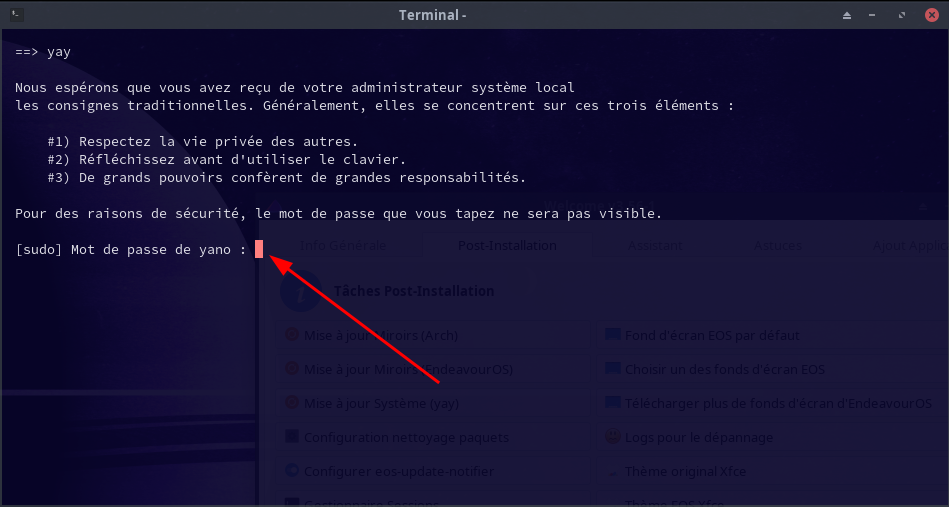 Terminal -
==> yay
Nous espérons que vous avez reçu de votre administrateur système local
les consignes traditionnelles. Généralement, elles se concentrent sur ces trois éléments :
#1) Respectez la vie privée des autres.
#2) Réfléchissez avant d'utiliser le clavier.
#3) De grands pouvoirs confèrent de grandes responsabilités.
Pour des raisons de sécurité, le mot de passe que vous tapez ne sera pas visible.
[sudo] Mot de passe de yano :
Info Générale
Post-Installation
Assistant
Astuces
Ajout
Tâches Post-Installation
Mise à jour Miroirs (Arch)
Fond d'écran EOS par défaut
Mise à jour Miroirs (EndeavourOS)
Choisir un des fonds d'écran EOS
Mise à jour Système (yay)
Télécharger plus de fonds d'écran d'EndeavourOS
Configuration nettoyage paquets
Logs pour le dépannage
Configurer eos-update-notifier
Thème original Xfce